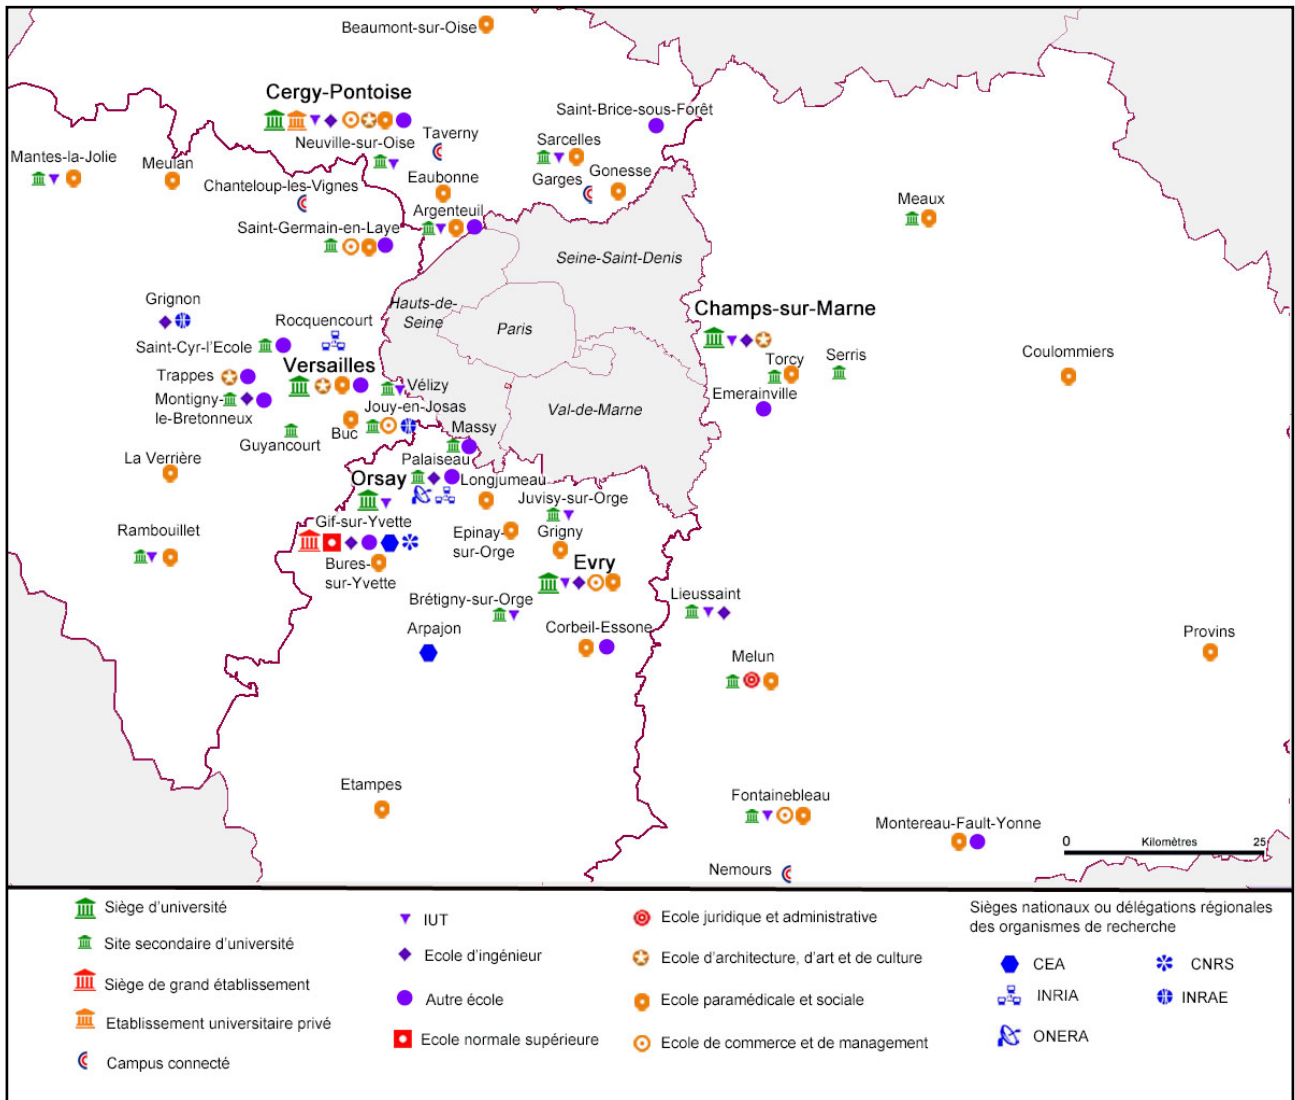 Beaumont-sur-Oise
Cergy-Pontoise
Saint-Brice-sous-Forêt
Taverny
Neuville-sur-Oise
Sarcelles
Mantes-la-Jolie
Meulan
Chanteloup-les-Vignes
Eaubonne
Garges
Gonesse
Argenteuil
Meaux
Saint-Germain-en-Laye
Seine-Saint-Denis
Grignon
Hauts-de-
Seine
Paris
Champs-sur-Marne
Rocquencourt
Saint-Cyr-l'Ecole
Versailles
Torcy
Serris
Coulommiers
Trappes
Vélizy
Emerainville
Montigny-
le-Bretonneux
Jouy-en-Josas
Val-de-Marne
Guyancourt
Buc
Massy
La Verrière
Palaiseau
Orsay
Longjumeau
Juvisy-sur-Orge
Gif-sur-Yvette
Rambouillet
Epinay-
sur-Orge
Grigny
Bures-
sur-Yvette
Evry
Brétigny-sur-Orge
Lieussaint
Arpajon
Corbeil-Essone
Provins
Melun
Etampes
Fontainebleau
Montereau-Fault-Yonne
0 Kilomètres 25
Nemours
Siège d'université
Site secondaire d'université
Siège de grand établissement
Etablissement universitaire privé
Campus connecté
IUT
Ecole d'ingénieur
Autre école
Ecole normale supérieure
Ecole juridique et administrative
Ecole d'architecture, d'art et de culture
Ecole paramédicale et sociale
Ecole de commerce et de management
Sièges nationaux ou délégations régionales
des organismes de recherche
CEA
CNRS
INRIA
INRAE
ONERA